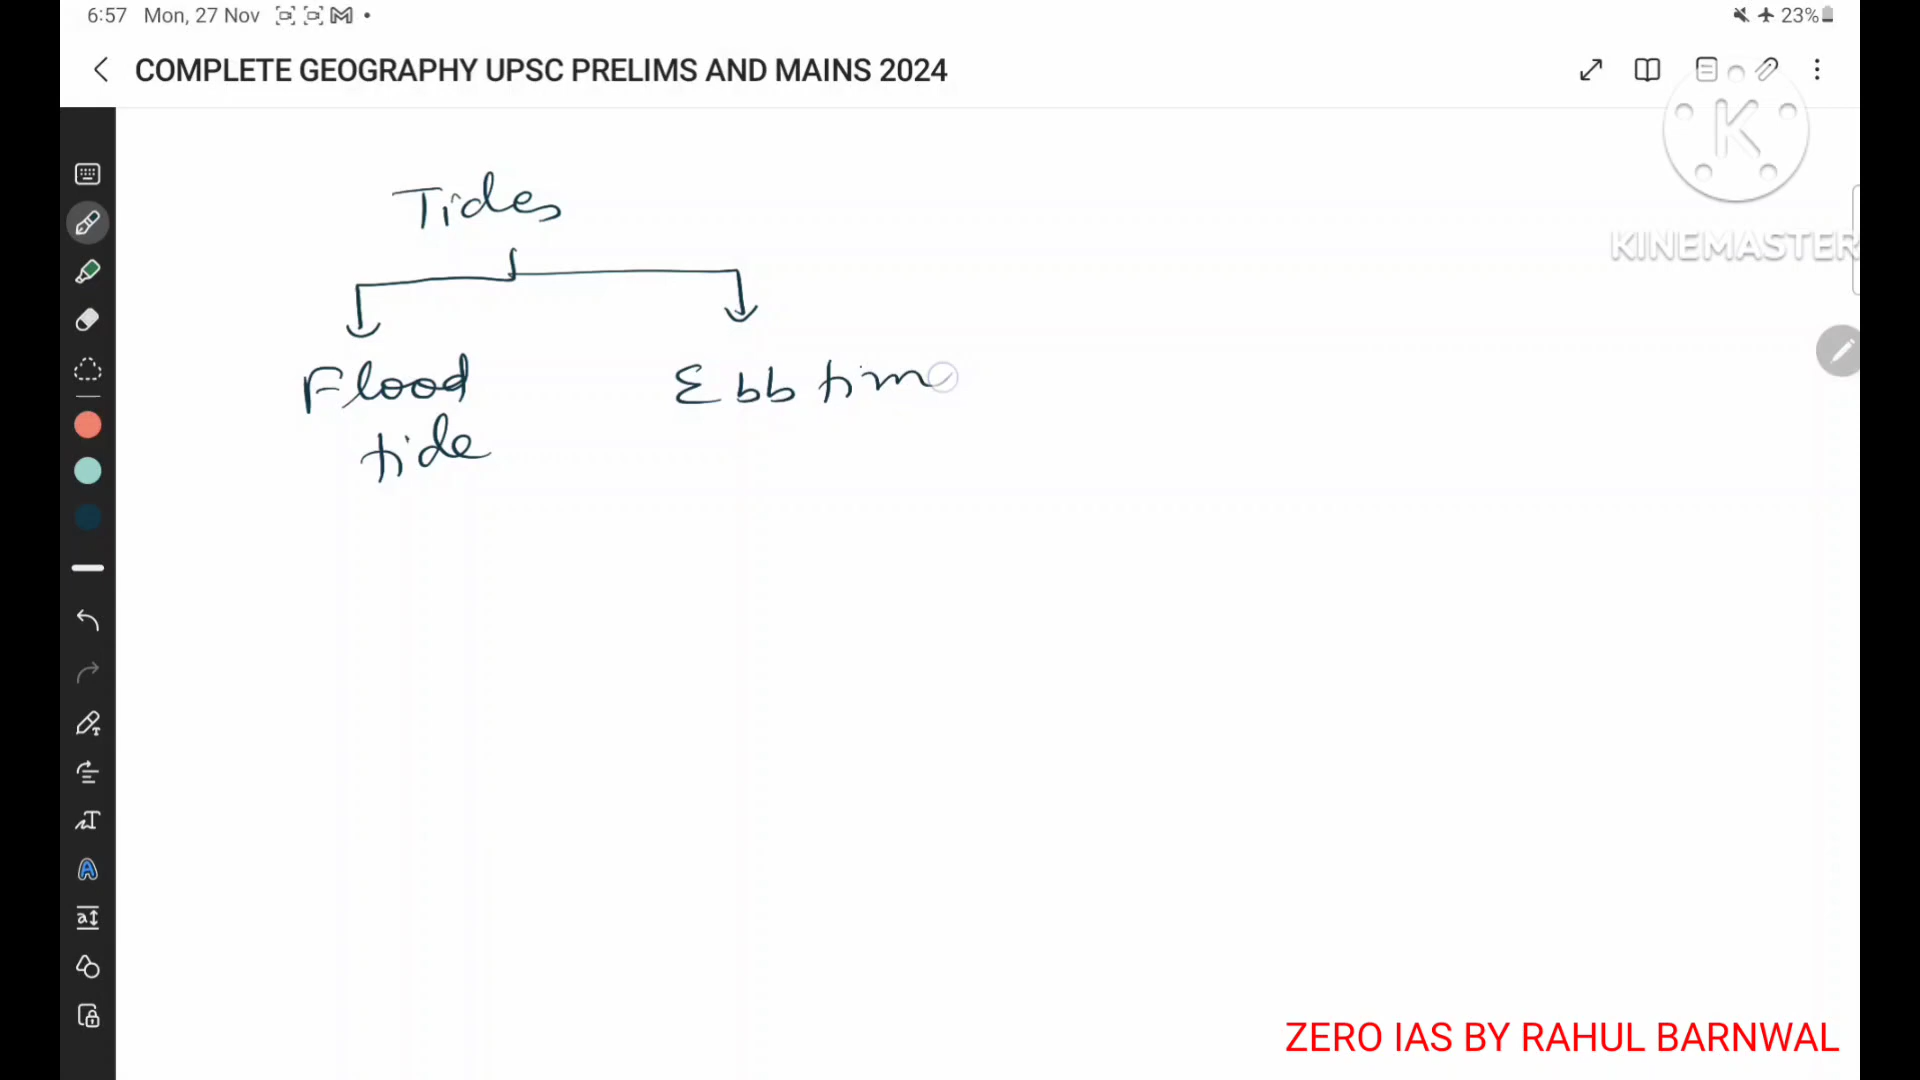 6:57 Mon, 27 Nov
23%
COMPLETE GEOGRAPHY UPSC PRELIMS AND MAINS 2024
K
KINEMASTER
Tides
Flood tide
Ebb time
ZERO IAS BY RAHUL BARNWAL